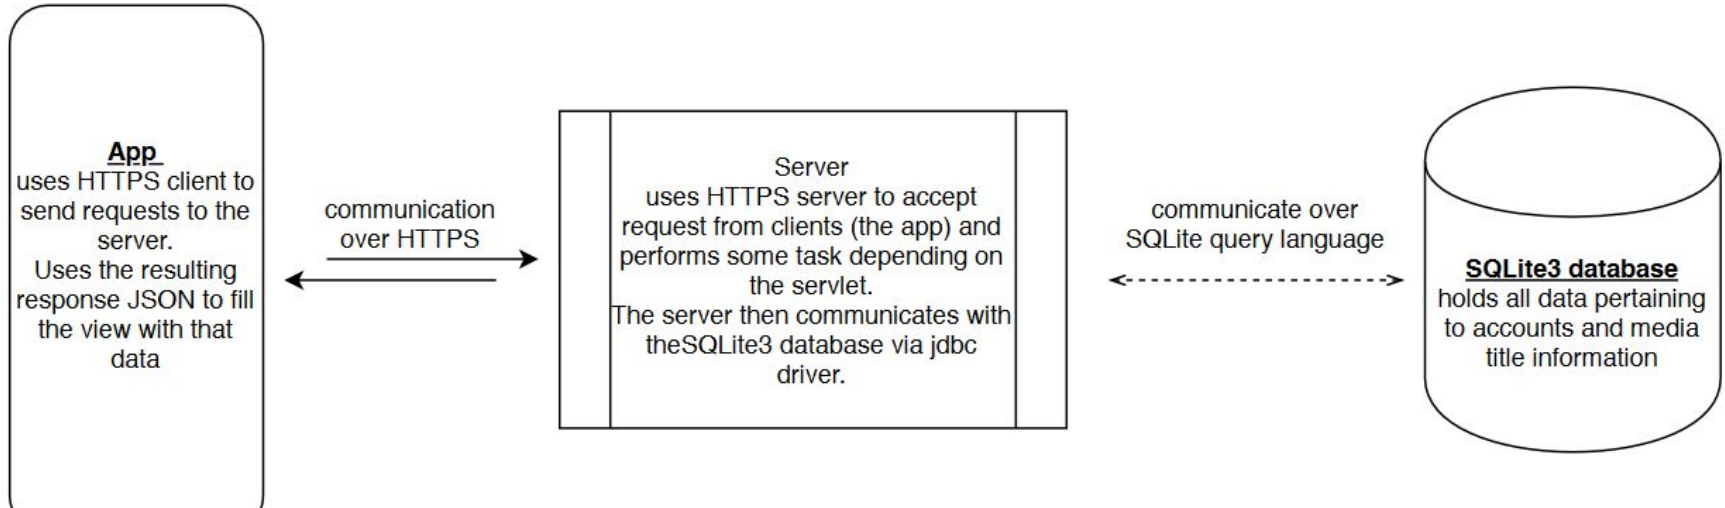 App
uses HTTPS client to
send requests to the
server.
Uses the resulting
response JSON to fill
the view with that
data
communication
over HTTPS
Server
uses HTTPS server to accept
request from clients (the app) and
performs some task depending on
the servlet.
The server then communicates with
theSQLite3 database via jdbc
driver.
communicate over
SQLite query language
SQLite3 database
holds all data pertaining
to accounts and media
title information